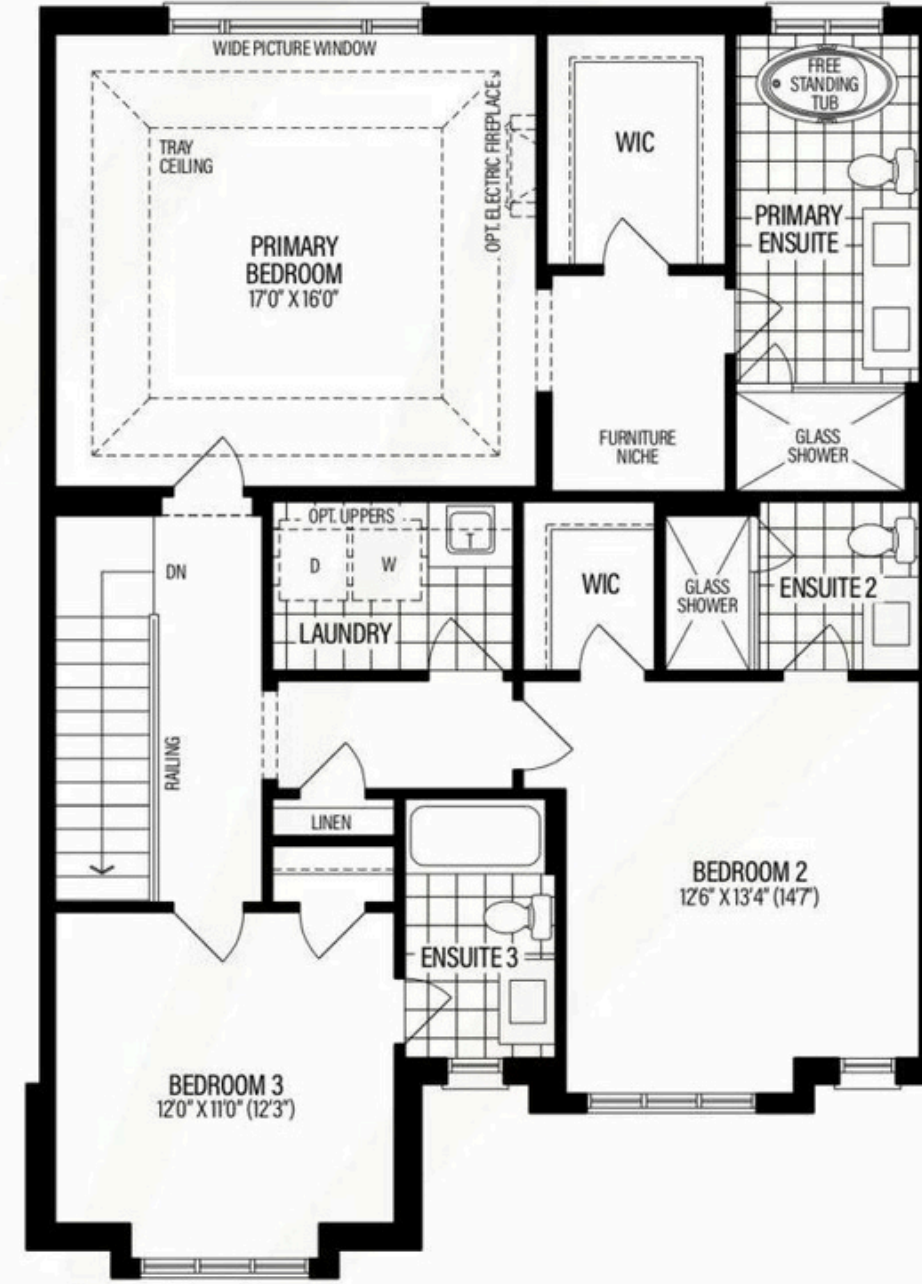 WIDE PICTURE WINDOW
FREE
STANDING
TUB
OPT. ELECTRIC FIREPLACE
TRAY
CEILING
WIC
PRIMARY
ENSUITE
PRIMARY
BEDROOM
17'0" X 16'0"
FURNITURE
NICHE
GLASS
SHOWER
OPT. UPPERS
D
W
T
LAUNDRY
DN
WIC
GLASS
SHOWER
ENSUITE 2
RAILING
LINEN
BEDROOM 2
12'6" X 13'4" (14'7")
ENSUITE 3
BEDROOM 3
12'0" X 11'0" (12'3")